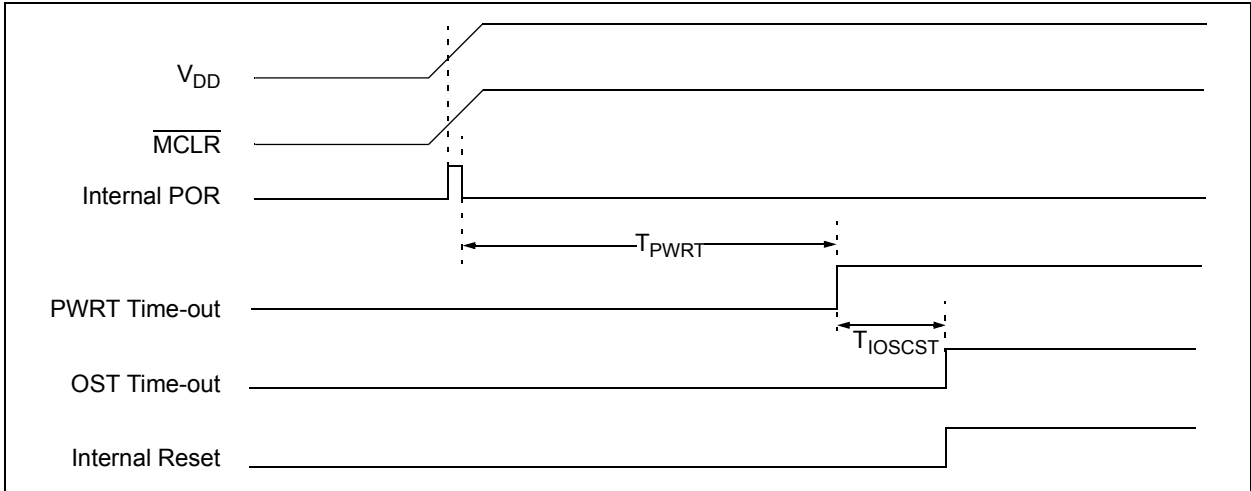 VDD
MCLR
Internal POR
TPWRT
PWRT Time-out
TIOSCST
OST Time-out
Internal Reset